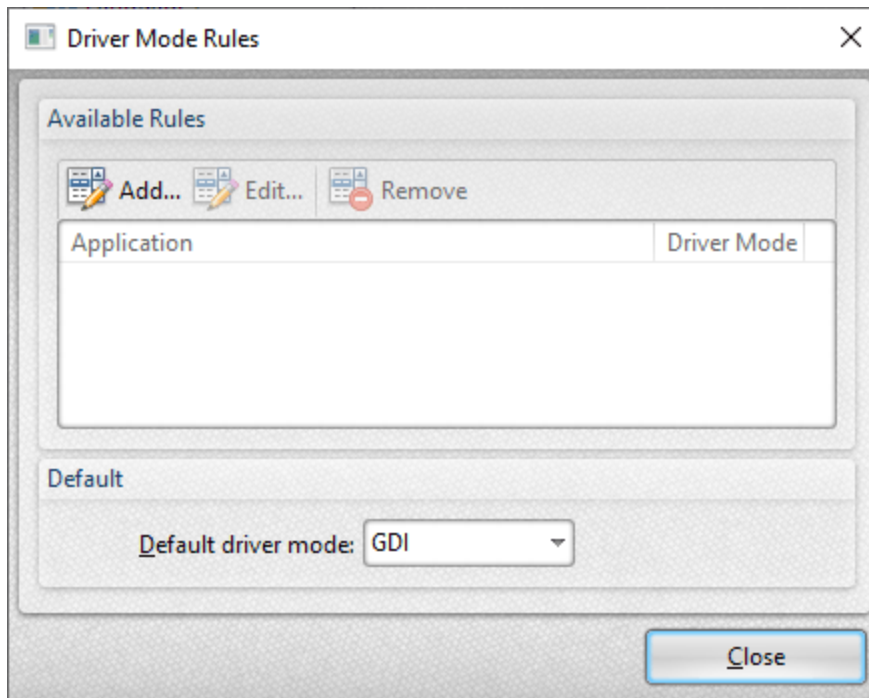 Driver Mode Rules
Available Rules
Add... Edit... Remove
Application Driver Mode
Default
Default driver mode: GDI
Close